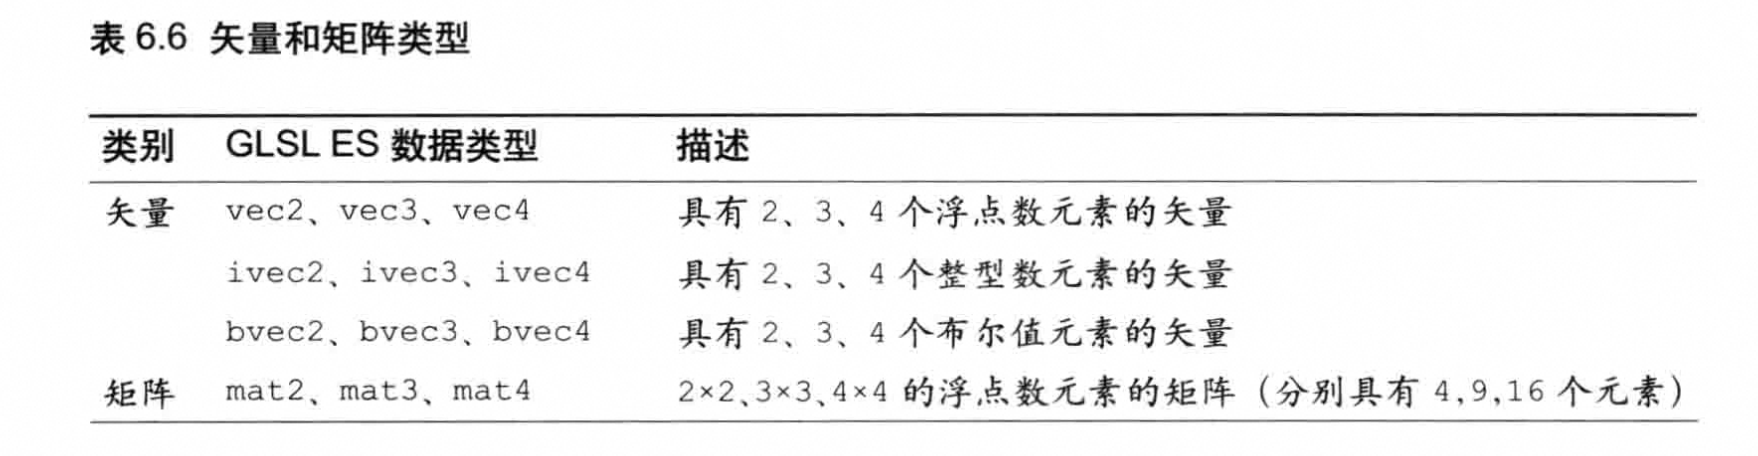 表 6.6 矢量和矩阵类型
类别 GLSL ES 数据类型 描述
矢量 vec2、vec3、vec4 具有 2、3、4 个浮点数元素的矢量
ivec2、ivec3、ivec4 具有 2、3、4 个整型数元素的矢量
bvec2、bvec3、bvec4 具有 2、3、4 个布尔值元素的矢量
矩阵 mat2、mat3、mat4 2×2、3×3、4×4 的浮点数元素的矩阵（分别具有 4,9,16 个元素）